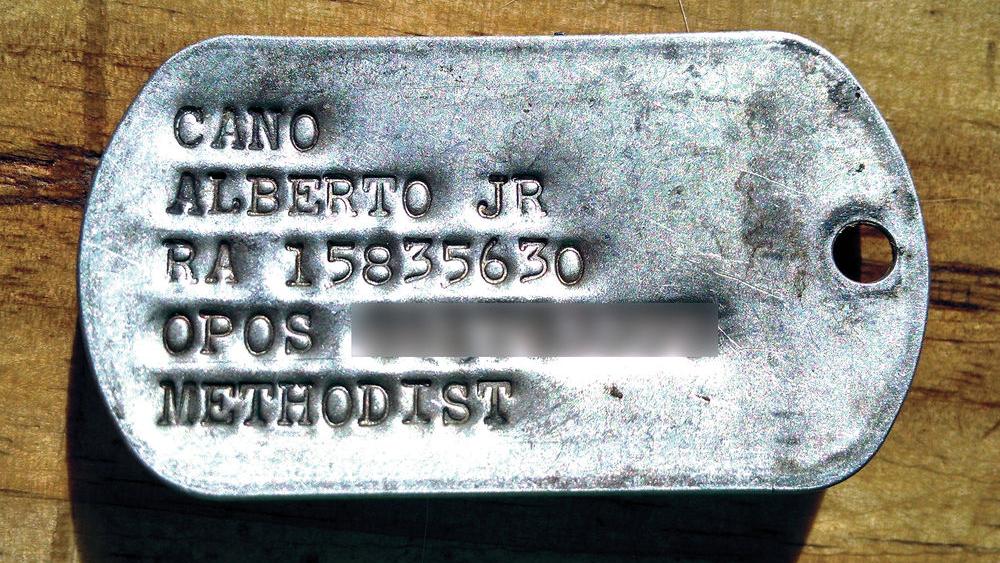 CANO
ALBERTO JR
RA 15835630
OPOS
METHODIST